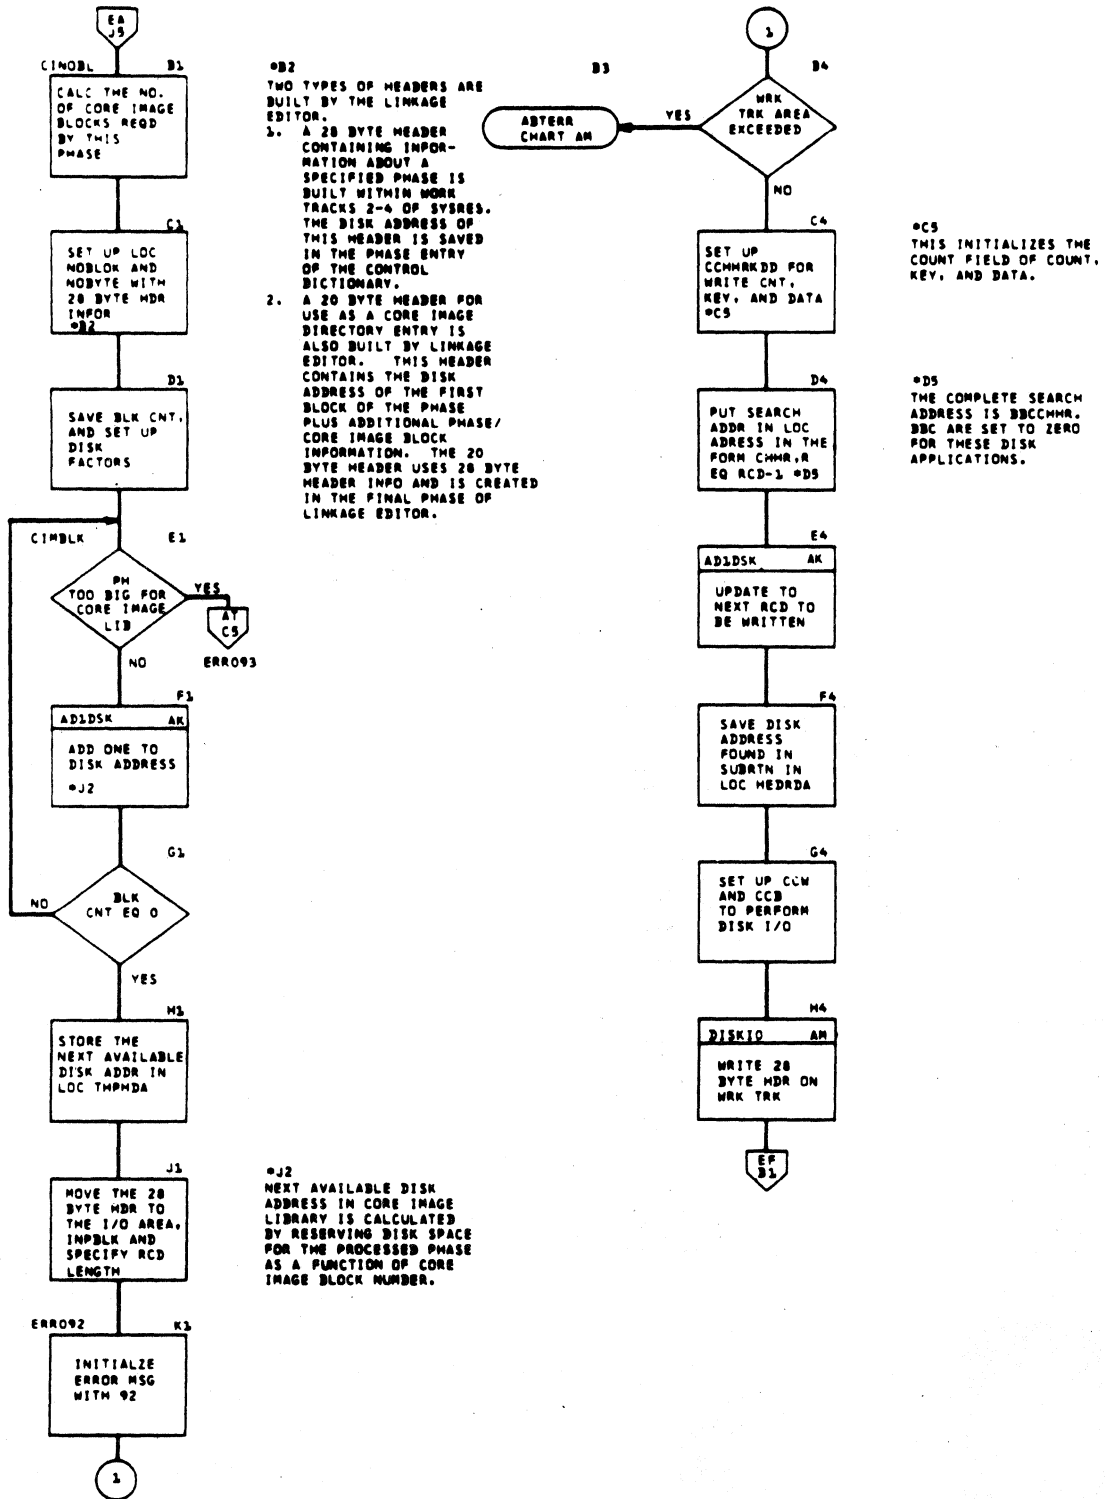 EA
J5
CINOBL B1
CALC THE NO.
OF CORE IMAGE
BLOCKS REQD
BY THIS
PHASE
C1
SET UP LOC
NOBLOK AND
NOBYTE WITH
28 BYTE HDR
INFOR
*B2
D1
SAVE BLK CNT,
AND SET UP
DISK
FACTORS
CIMBLK E1
PH
TOO BIG FOR
CORE IMAGE
LIB
YES
AT
C5
ERR093
NO
F1
AD1DSK AK
ADD ONE TO
DISK ADDRESS
*J2
G1
BLK
CNT EQ 0
NO
YES
H1
STORE THE
NEXT AVAILABLE
DISK ADDR IN
LOC TMPHDA
J1
MOVE THE 28
BYTE HDR TO
THE I/O AREA,
INPBLK AND
SPECIFY RCD
LENGTH
ERR092 K1
INITIALZE
ERROR MSG
WITH 92
1
*B2
TWO TYPES OF HEADERS ARE
BUILT BY THE LINKAGE
EDITOR.
1. A 28 BYTE HEADER
CONTAINING INFOR-
MATION ABOUT A
SPECIFIED PHASE IS
BUILT WITHIN WORK
TRACKS 2-4 OF SYSRES.
THE DISK ADDRESS OF
THIS HEADER IS SAVED
IN THE PHASE ENTRY
OF THE CONTROL
DICTIONARY.
2. A 20 BYTE HEADER FOR
USE AS A CORE IMAGE
DIRECTORY ENTRY IS
ALSO BUILT BY LINKAGE
EDITOR. THIS HEADER
CONTAINS THE DISK
ADDRESS OF THE FIRST
BLOCK OF THE PHASE
PLUS ADDITIONAL PHASE/
CORE IMAGE BLOCK
INFORMATION. THE 20
BYTE HEADER USES 28 BYTE
HEADER INFO AND IS CREATED
IN THE FINAL PHASE OF
LINKAGE EDITOR.
*J2
NEXT AVAILABLE DISK
ADDRESS IN CORE IMAGE
LIBRARY IS CALCULATED
BY RESERVING DISK SPACE
FOR THE PROCESSED PHASE
AS A FUNCTION OF CORE
IMAGE BLOCK NUMBER.
1
B3 B4
WRK
TRK AREA
EXCEEDED
YES
ABTERR
CHART AM
NO
C4
SET UP
CCHHRKDD FOR
WRITE CNT,
KEY, AND DATA
*C5
D4
PUT SEARCH
ADDR IN LOC
ADRESS IN THE
FORM CHHR,R
EQ RCD-1 *D5
E4
AD1DSK AK
UPDATE TO
NEXT RCD TO
BE WRITTEN
F4
SAVE DISK
ADDRESS
FOUND IN
SUBRTN IN
LOC HEDRDA
G4
SET UP CCW
AND CCB
TO PERFORM
DISK I/O
H4
DISKIO AM
WRITE 28
BYTE HDR ON
WRK TRK
EF
B1
*C5
THIS INITIALIZES THE
COUNT FIELD OF COUNT,
KEY, AND DATA.
*D5
THE COMPLETE SEARCH
ADDRESS IS BBCCHHR.
BBC ARE SET TO ZERO
FOR THESE DISK
APPLICATIONS.